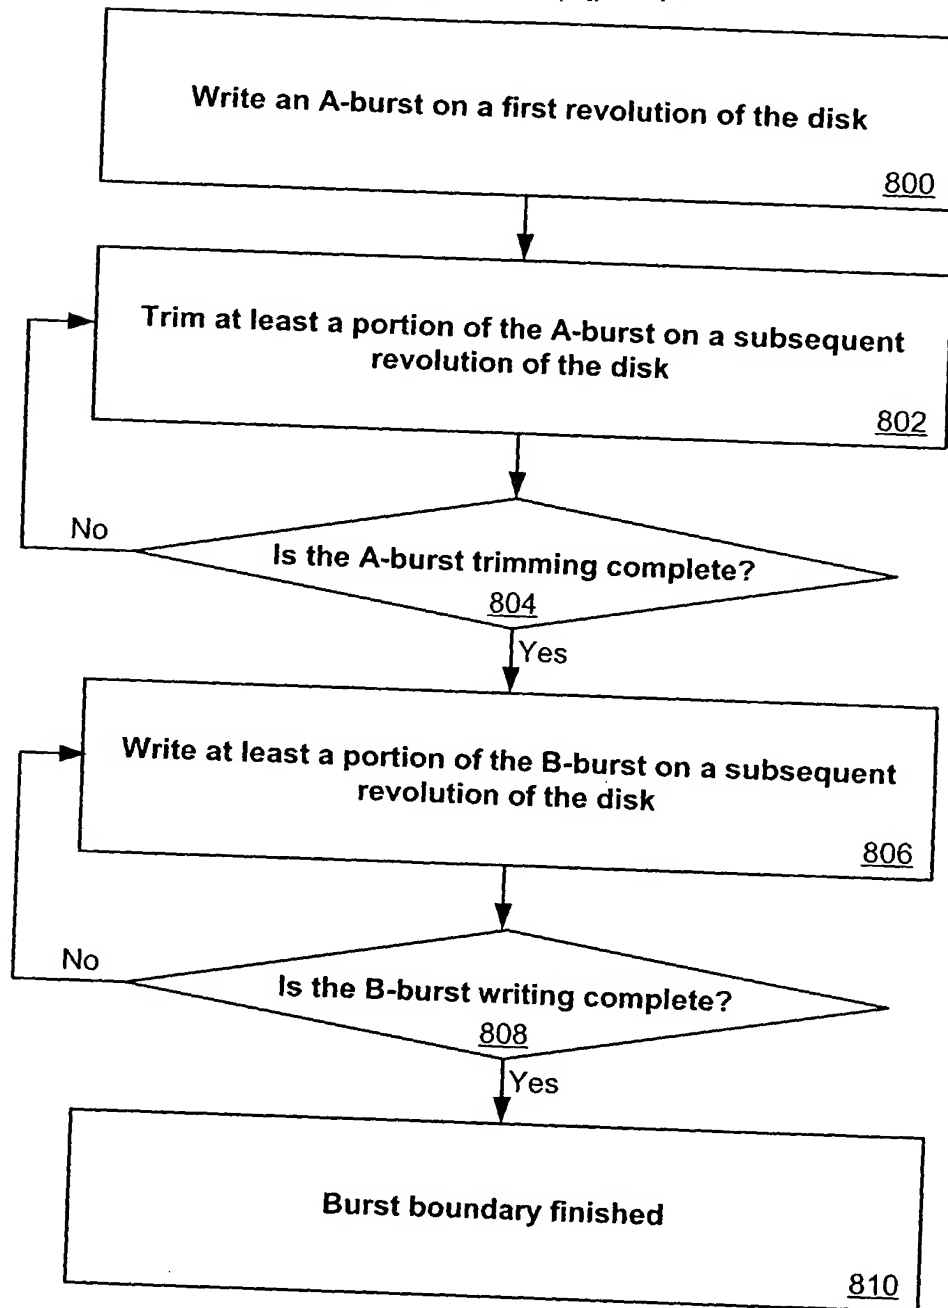 Write an A-burst on a first revolution of the disk
800
Trim at least a portion of the A-burst on a subsequent
revolution of the disk
802
No
Is the A-burst trimming complete?
804
Yes
Write at least a portion of the B-burst on a subsequent
revolution of the disk
806
No
Is the B-burst writing complete?
808
Yes
Burst boundary finished
810